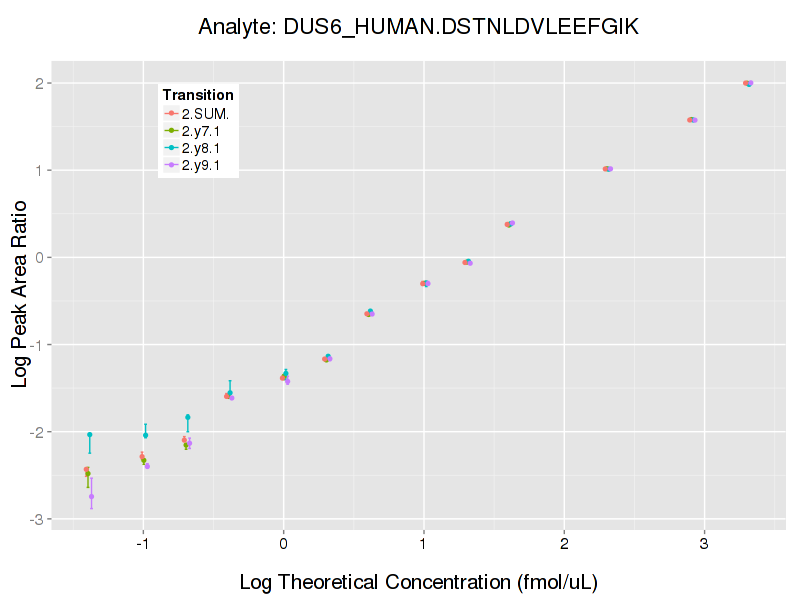 Analyte: DUS6_HUMAN.DSTNLDVLEEFGIK
Log Peak Area Ratio
2
1
0
-1
-2
-3
Transition
2.SUM.
2.y7.1
2.y8.1
2.y9.1
-1 0 1 2 3
Log Theoretical Concentration (fmol/uL)